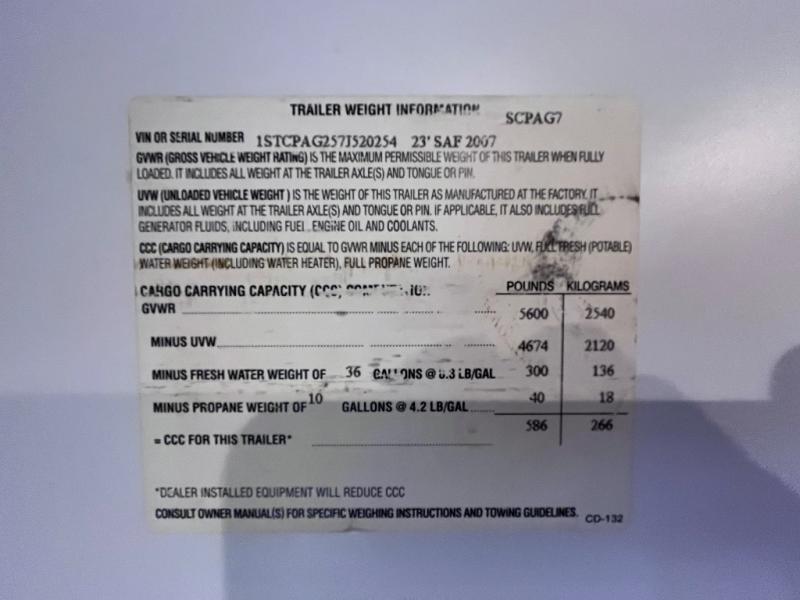 TRAILER WEIGHT INFORMATION SCPAG7
VIN OR SERIAL NUMBER 1STCPAG257J520254 23' SAF 2007
GVWR (GROSS VEHICLE WEIGHT RATING) IS THE MAXIMUM PERMISSIBLE WEIGHT OF THIS TRAILER WHEN FULLY
LOADED. IT INCLUDES ALL WEIGHT AT THE TRAILER AXLE(S) AND TONGUE OR PIN.
UVW (UNLOADED VEHICLE WEIGHT ) IS THE WEIGHT OF THIS TRAILER AS MANUFACTURED AT THE FACTORY. IT
INCLUDES ALL WEIGHT AT THE TRAILER AXLE(S) AND TONGUE OR PIN. IF APPLICABLE, IT ALSO INCLUDES FULL
GENERATOR FLUIDS, INCLUDING FUEL, ENGINE OIL AND COOLANTS.
CCC (CARGO CARRYING CAPACITY) IS EQUAL TO GVWR MINUS EACH OF THE FOLLOWING: UVW, FULL FRESH (POTABLE)
WATER WEIGHT (INCLUDING WATER HEATER), FULL PROPANE WEIGHT.
CARGO CARRYING CAPACITY (CCC) POUNDS KILOGRAMS
GVWR 5600 2540
MINUS UVW 4674 2120
MINUS FRESH WATER WEIGHT OF 36 GALLONS @ 8.3 LB/GAL 300 136
MINUS PROPANE WEIGHT OF 10 GALLONS @ 4.2 LB/GAL 40 18
= CCC FOR THIS TRAILER* 586 266
*DEALER INSTALLED EQUIPMENT WILL REDUCE CCC
CONSULT OWNER MANUAL(S) FOR SPECIFIC WEIGHING INSTRUCTIONS AND TOWING GUIDELINES. CD-132